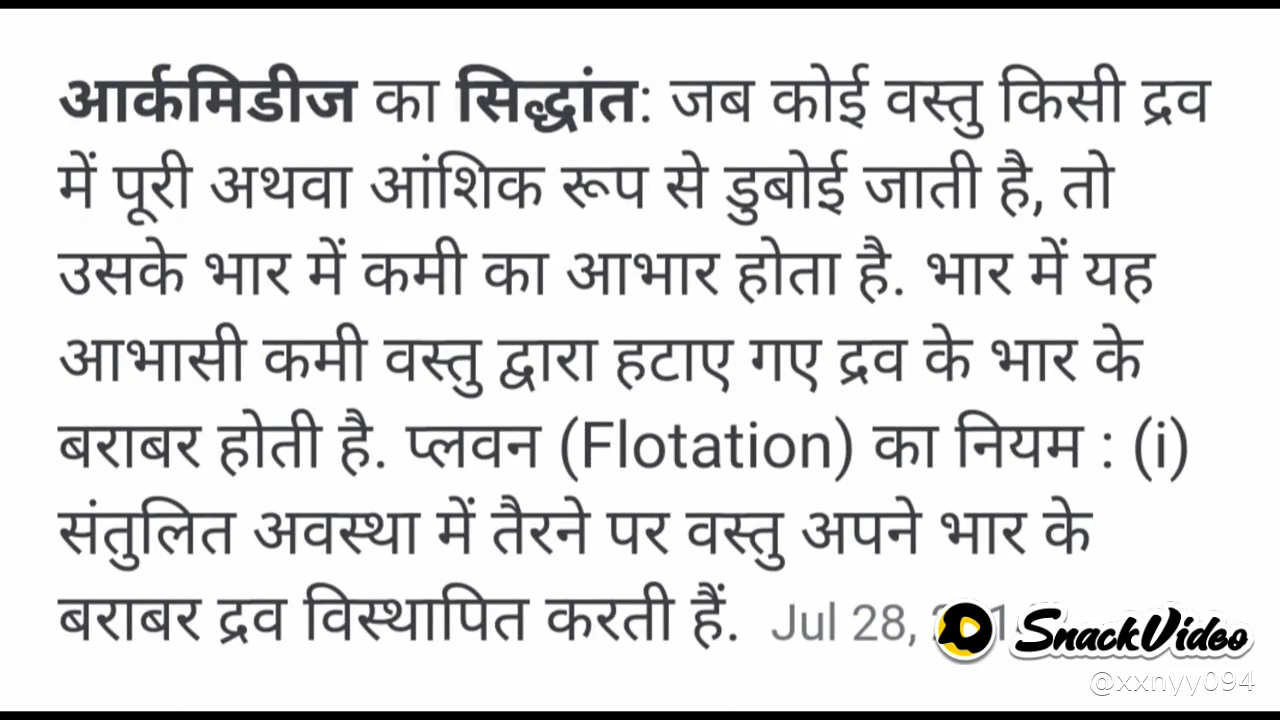 आर्कमिडीज का सिद्धांत: जब कोई वस्तु किसी द्रव
में पूरी अथवा आंशिक रूप से डुबोई जाती है, तो
उसके भार में कमी का आभार होता है. भार में यह
आभासी कमी वस्तु द्वारा हटाए गए द्रव के भार के
बराबर होती है. प्लवन (Flotation) का नियम : (i)
संतुलित अवस्था में तैरने पर वस्तु अपने भार के
बराबर द्रव विस्थापित करती हैं. Jul 28,
SnackVideo
@xxnyy094